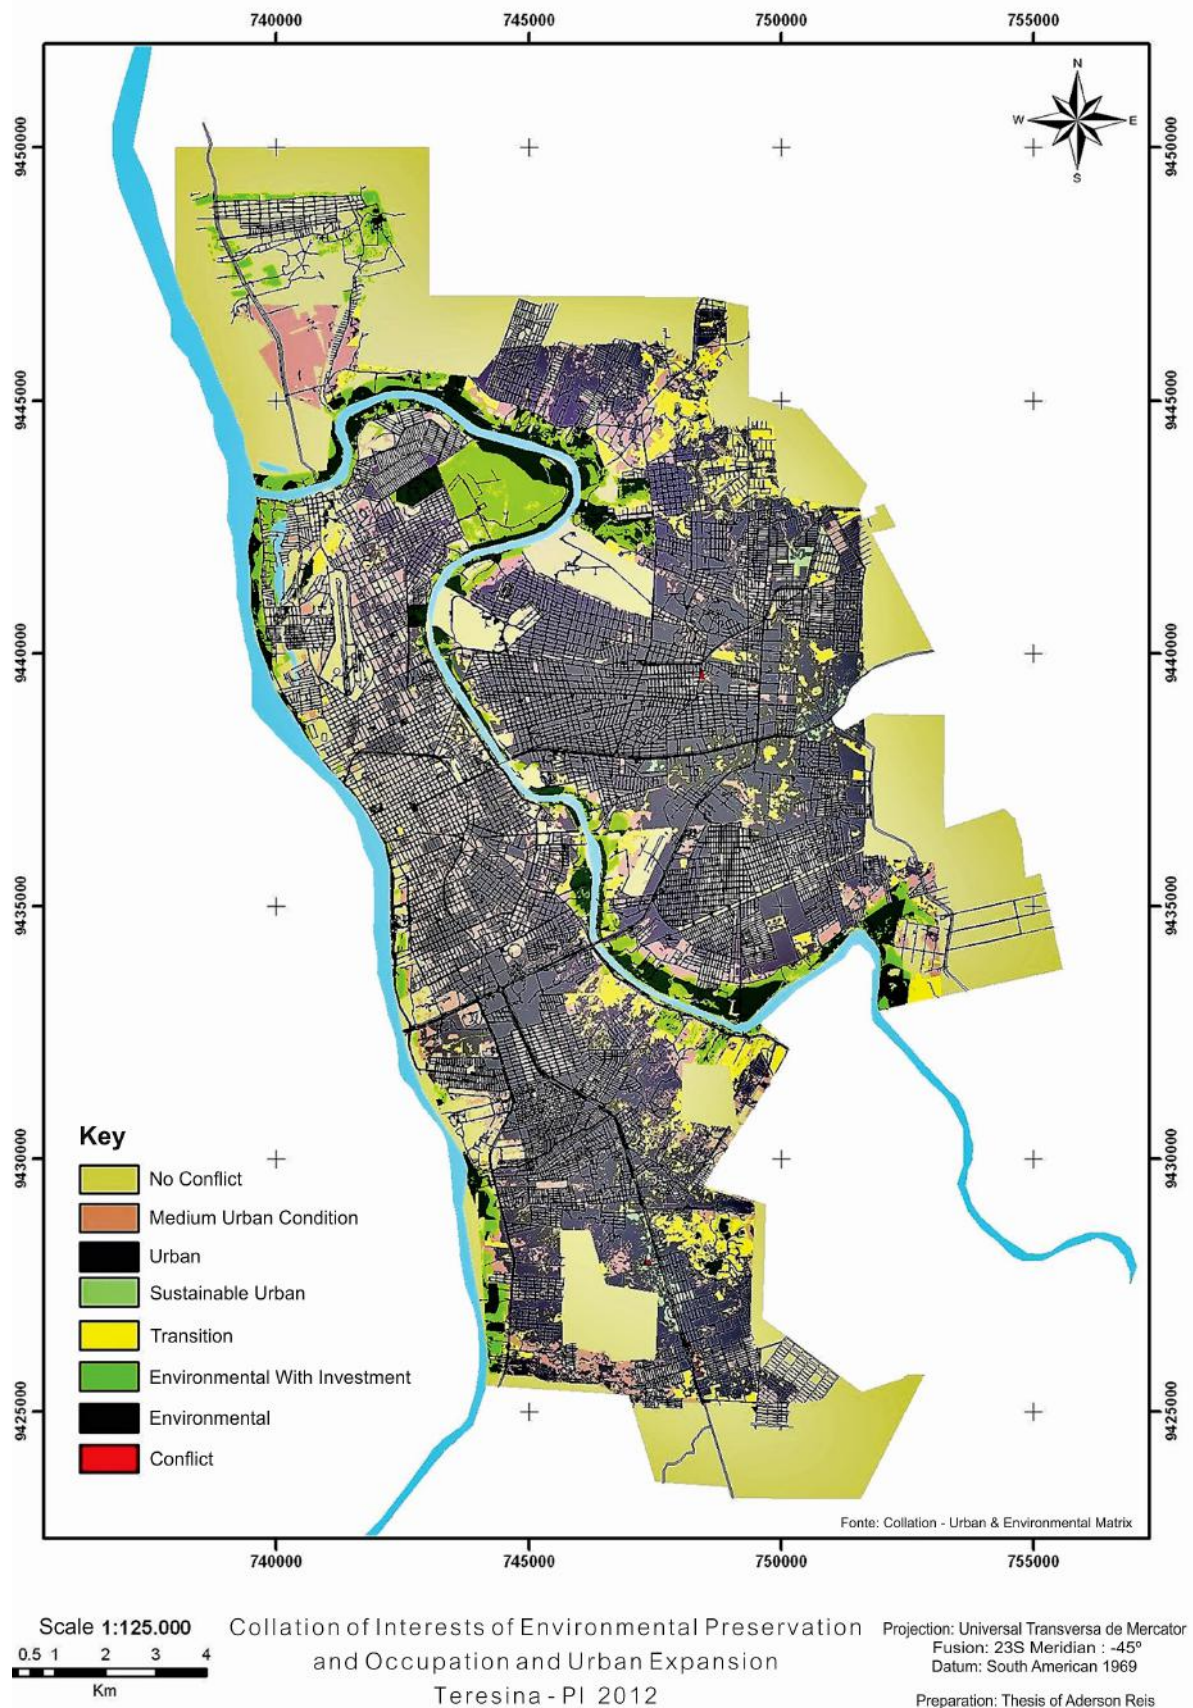 740000 745000 750000 755000
N
W E
S
9450000 9450000
9445000 9445000
9440000 9440000
9435000 9435000
9430000 9430000
9425000 9425000
Key
No Conflict
Medium Urban Condition
Urban
Sustainable Urban
Transition
Environmental With Investment
Environmental
Conflict
Fonte: Collation - Urban & Environmental Matrix
740000 745000 750000 755000
Scale 1:125.000
0.5 1 2 3 4
Km
Collation of Interests of Environmental Preservation
and Occupation and Urban Expansion
Teresina - PI 2012
Projection: Universal Transversa de Mercator
Fusion: 23S Meridian : -45º
Datum: South American 1969
Preparation: Thesis of Aderson Reis